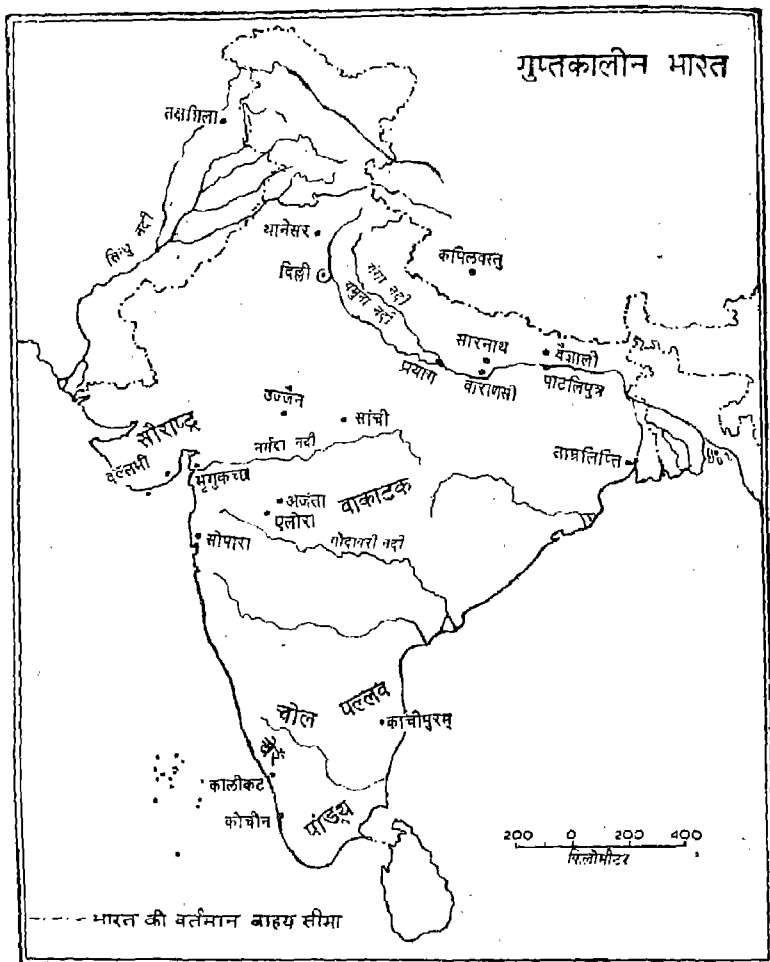 गुप्तकालीन भारत
तक्षशिला
सिन्धु नदी
थानेसर
दिल्ली
गंगा नदी
यमुना नदी
कपिलवस्तु
सारनाथ
वैशाली
प्रयाग
वाराणसी
पाटलिपुत्र
उज्जैन
सांची
सौराष्ट्र
नर्मदा नदी
ताम्रलिप्ति
वल्लभी
भृगुकच्छ
अजंता
वाकाटक
एलोरा
सोपारा
गोदावरी नदी
चोल
पल्लव
कांचीपुरम्
कालीकट
कोचीन
पांड्य
200 0 200 400
किलोमीटर
भारत की वर्तमान बाहय सीमा